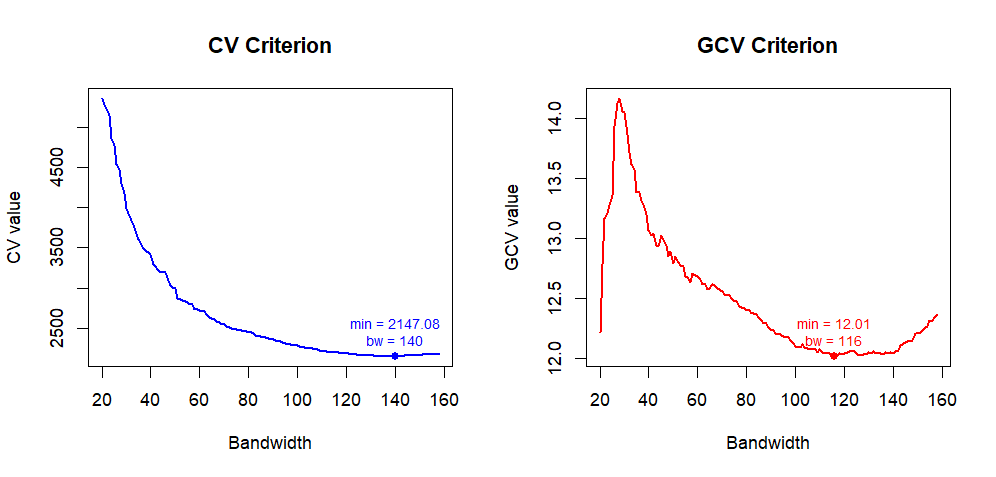 CV Criterion
CV value
4500
3500
2500
min = 2147.08
bw = 140
20 40 60 80 100 120 140 160
Bandwidth
GCV Criterion
GCV value
14.0
13.5
13.0
12.5
12.0
min = 12.01
bw = 116
20 40 60 80 100 120 140 160
Bandwidth